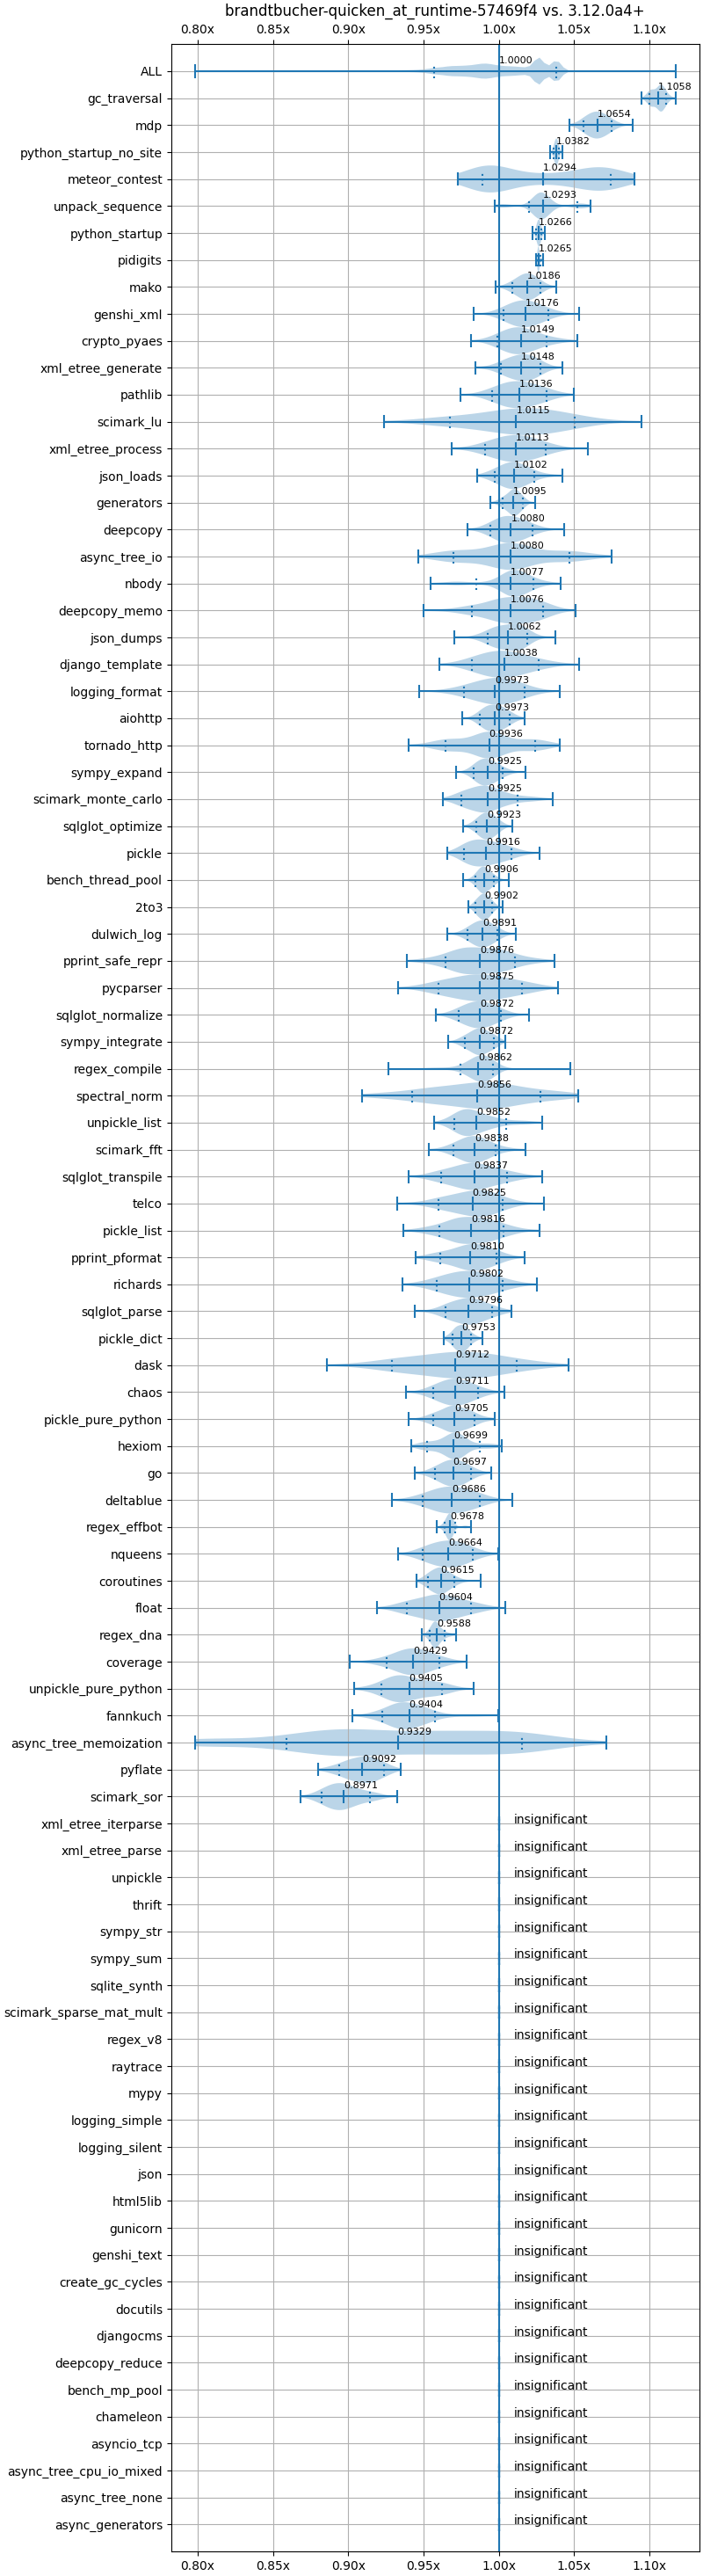 brandtbucher-quicken_at_runtime-57469f4 vs. 3.12.0a4+
0.80x 0.85x 0.90x 0.95x 1.00x 1.05x 1.10x
ALL 1.0000
gc_traversal 1.1058
mdp 1.0654
python_startup_no_site 1.0382
meteor_contest 1.0294
unpack_sequence 1.0293
python_startup 1.0266
pidigits 1.0265
mako 1.0186
genshi_xml 1.0176
crypto_pyaes 1.0149
xml_etree_generate 1.0148
pathlib 1.0136
scimark_lu 1.0115
xml_etree_process 1.0113
json_loads 1.0102
generators 1.0095
deepcopy 1.0080
async_tree_io 1.0080
nbody 1.0077
deepcopy_memo 1.0076
json_dumps 1.0062
django_template 1.0038
logging_format 0.9973
aiohttp 0.9973
tornado_http 0.9936
sympy_expand 0.9925
scimark_monte_carlo 0.9925
sqlglot_optimize 0.9923
pickle 0.9916
bench_thread_pool 0.9906
2to3 0.9902
dulwich_log 0.9891
pprint_safe_repr 0.9876
pycparser 0.9875
sqlglot_normalize 0.9872
sympy_integrate 0.9872
regex_compile 0.9862
spectral_norm 0.9856
unpickle_list 0.9852
scimark_fft 0.9838
sqlglot_transpile 0.9837
telco 0.9825
pickle_list 0.9816
pprint_pformat 0.9810
richards 0.9802
sqlglot_parse 0.9796
pickle_dict 0.9753
dask 0.9712
chaos 0.9711
pickle_pure_python 0.9705
hexiom 0.9699
go 0.9697
deltablue 0.9686
regex_effbot 0.9678
nqueens 0.9664
coroutines 0.9615
float 0.9604
regex_dna 0.9588
coverage 0.9429
unpickle_pure_python 0.9405
fannkuch 0.9404
async_tree_memoization 0.9329
pyflate 0.9092
scimark_sor 0.8971
xml_etree_iterparse insignificant
xml_etree_parse insignificant
unpickle insignificant
thrift insignificant
sympy_str insignificant
sympy_sum insignificant
sqlite_synth insignificant
scimark_sparse_mat_mult insignificant
regex_v8 insignificant
raytrace insignificant
mypy insignificant
logging_simple insignificant
logging_silent insignificant
json insignificant
html5lib insignificant
gunicorn insignificant
genshi_text insignificant
create_gc_cycles insignificant
docutils insignificant
djangocms insignificant
deepcopy_reduce insignificant
bench_mp_pool insignificant
chameleon insignificant
asyncio_tcp insignificant
async_tree_cpu_io_mixed insignificant
async_tree_none insignificant
async_generators insignificant
0.80x 0.85x 0.90x 0.95x 1.00x 1.05x 1.10x